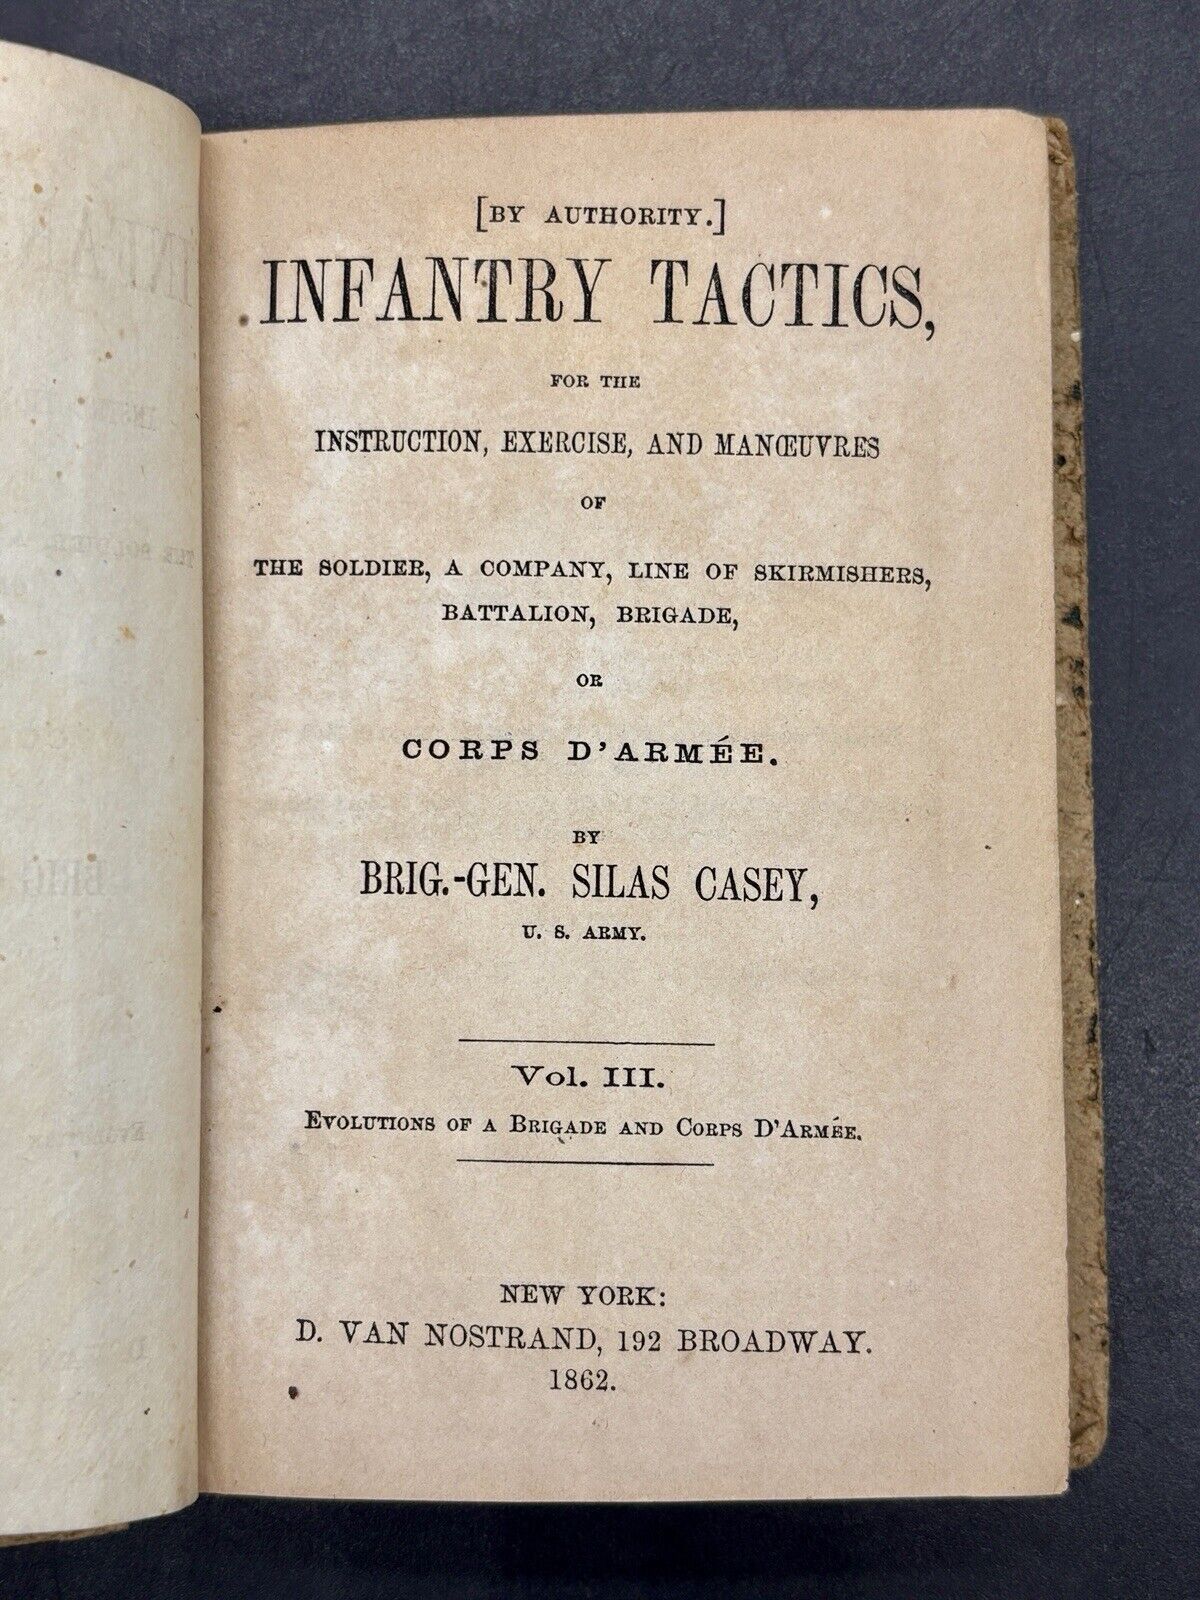 [BY AUTHORITY.]
INFANTRY TACTICS,
FOR THE
INSTRUCTION, EXERCISE, AND MANŒUVRES
OF
THE SOLDIER, A COMPANY, LINE OF SKIRMISHERS,
BATTALION, BRIGADE,
OR
CORPS D'ARMÉE.
BY
BRIG.-GEN. SILAS CASEY,
U. S. ARMY.
Vol. III.
EVOLUTIONS OF A BRIGADE AND CORPS D'ARMÉE.
NEW YORK:
D. VAN NOSTRAND, 192 BROADWAY.
1862.